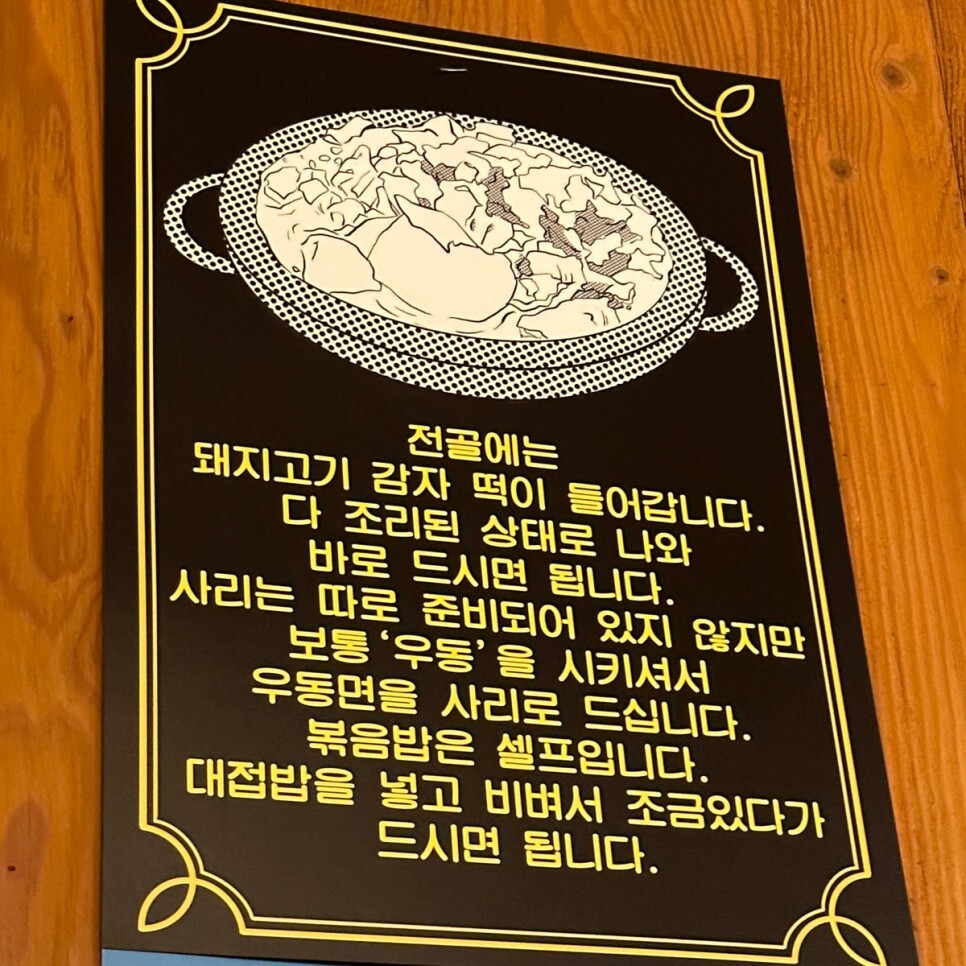 전골에는
돼지고기 감자 떡이 들어갑니다.
다 조리된 상태로 나와
바로 드시면 됩니다.
사리는 따로 준비되어 있지 않지만
보통 ‘우동’을 시키셔서
우동면을 사리로 드십니다.
볶음밥은 셀프입니다.
대접밥을 넣고 비벼서 조금있다가
드시면 됩니다.